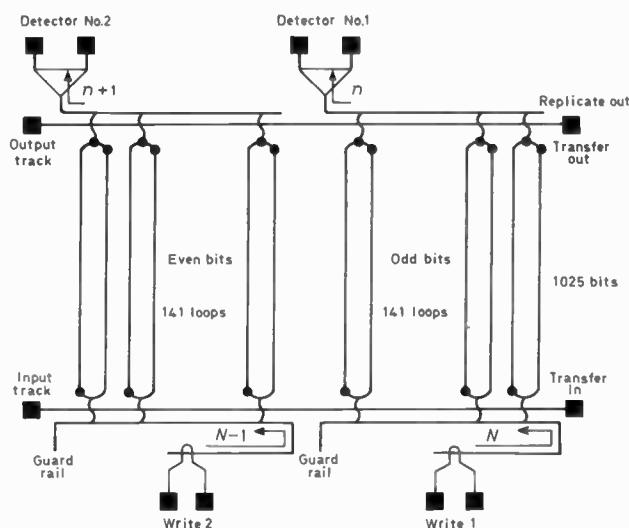 Detector No.2
Detector No.1
n+1
n
Replicate out
Output track
Transfer out
Even bits
Odd bits
1025 bits
141 loops
141 loops
Input track
Transfer in
N-1
N
Guard rail
Guard rail
Write 2
Write 1